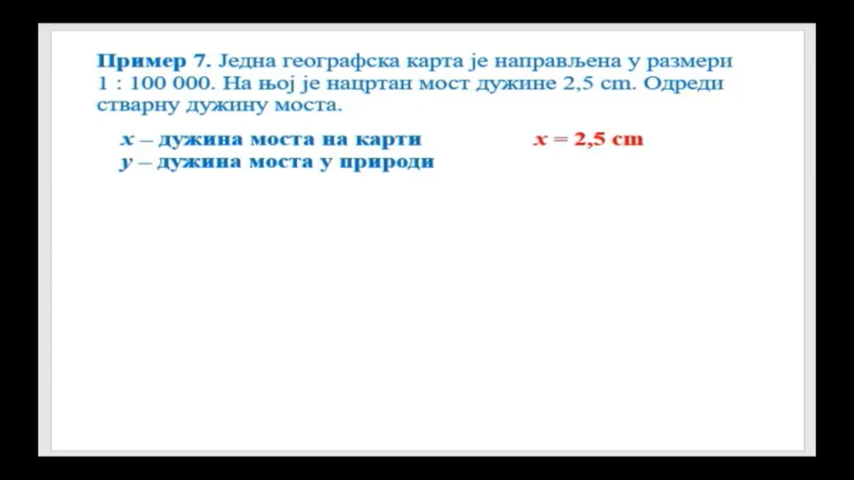 Пример 7. Једна географска карта је направљена у размери
1 : 100 000. На њој је нацртан мост дужине 2,5 cm. Одреди
стварну дужину моста.
x – дужина моста на карти
x = 2,5 cm
y – дужина моста у природи